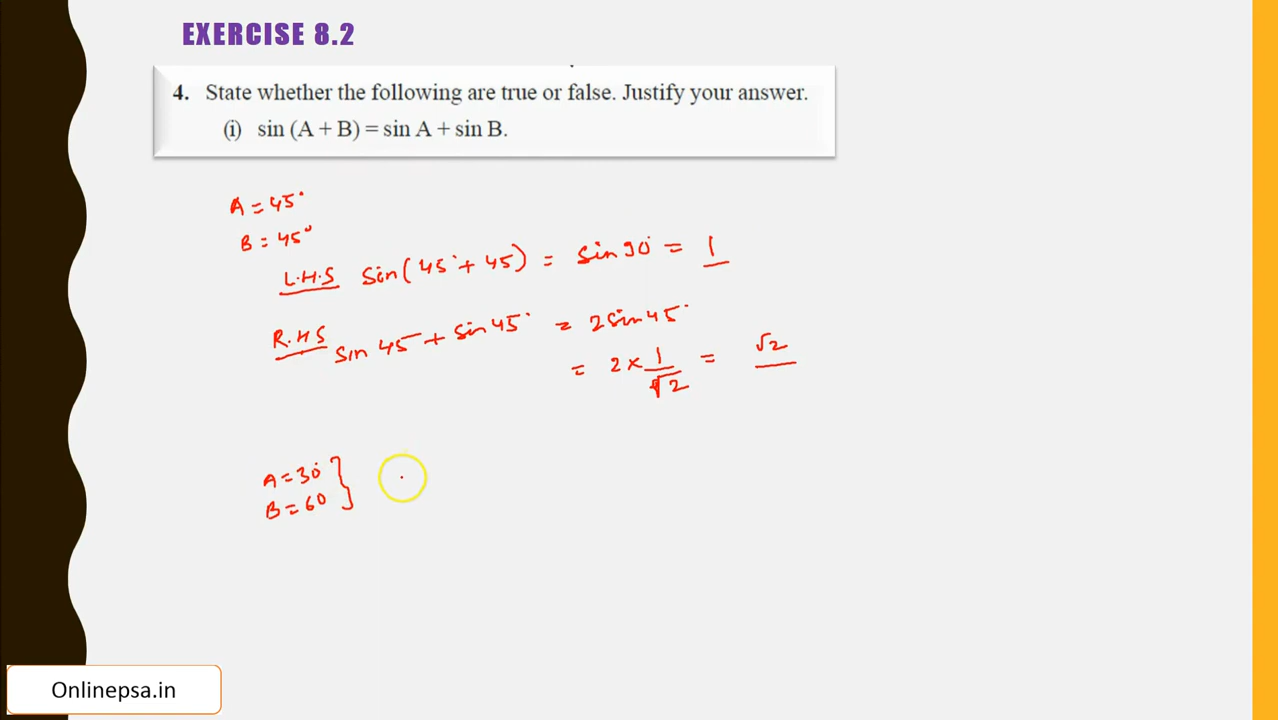 EXERCISE 8.2
4. State whether the following are true or false. Justify your answer.
(i) sin (A + B) = sin A + sin B.
A = 45°
B = 45°
L.H.S sin(45° + 45) = sin 90° = 1
R.H.S sin 45 + sin 45° = 2 sin 45°
= 2 × 1/√2 = √2
A = 30°
B = 60
Onlinepsa.in